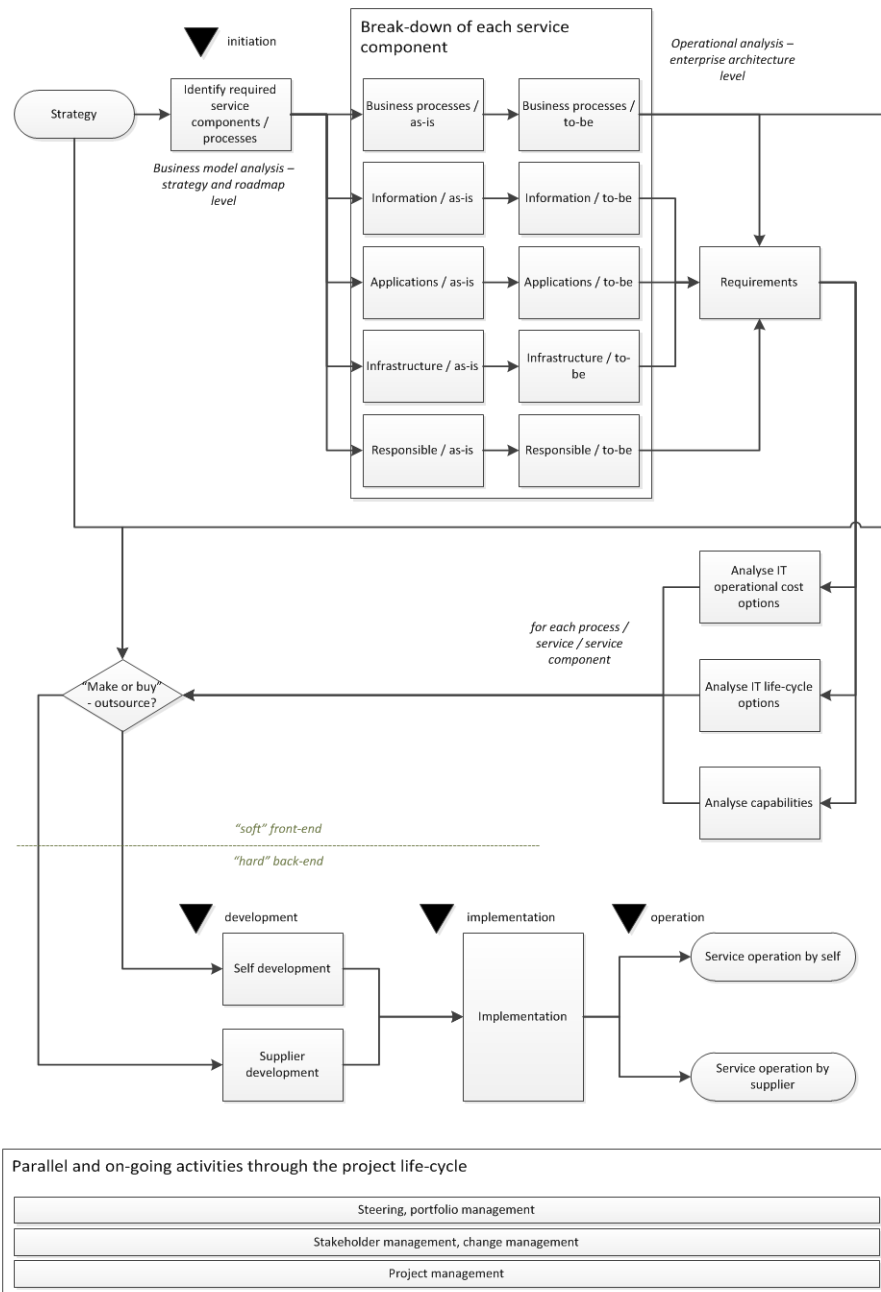 initiation
Break-down of each service
component
Operational analysis –
enterprise architecture
level
Strategy
Identify required
service
components /
processes
Business model analysis –
strategy and roadmap
level
Business processes /
as-is
Business processes /
to-be
Information / as-is
Information / to-be
Applications / as-is
Applications / to-be
Requirements
Infrastructure / as-is
Infrastructure / to-
be
Responsible / as-is
Responsible / to-be
Analyse IT
operational cost
options
for each process /
service / service
component
"Make or buy"
- outsource?
Analyse IT life-cycle
options
Analyse capabilities
"soft" front-end
"hard" back-end
development
implementation
operation
Self development
Supplier
development
Implementation
Service operation by self
Service operation by
supplier
Parallel and on-going activities through the project life-cycle
Steering, portfolio management
Stakeholder management, change management
Project management